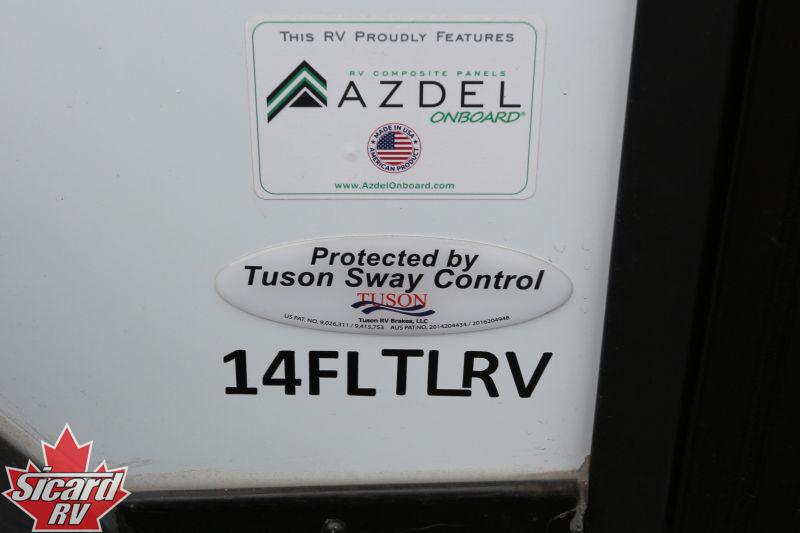 THIS RV PROUDLY FEATURES
RV COMPOSITE PANELS
AZDEL
ONBOARD®
MADE IN USA
AMERICAN PRODUCT
www.AzdelOnboard.com
Protected by
Tuson Sway Control
TUSON
Tuson RV Brakes, LLC
US PAT. NO. 9,026,311 / 9,415,753 AUS PAT.NO. 2014204434 / 2016204948
14FLTLRV
Sicard
RV